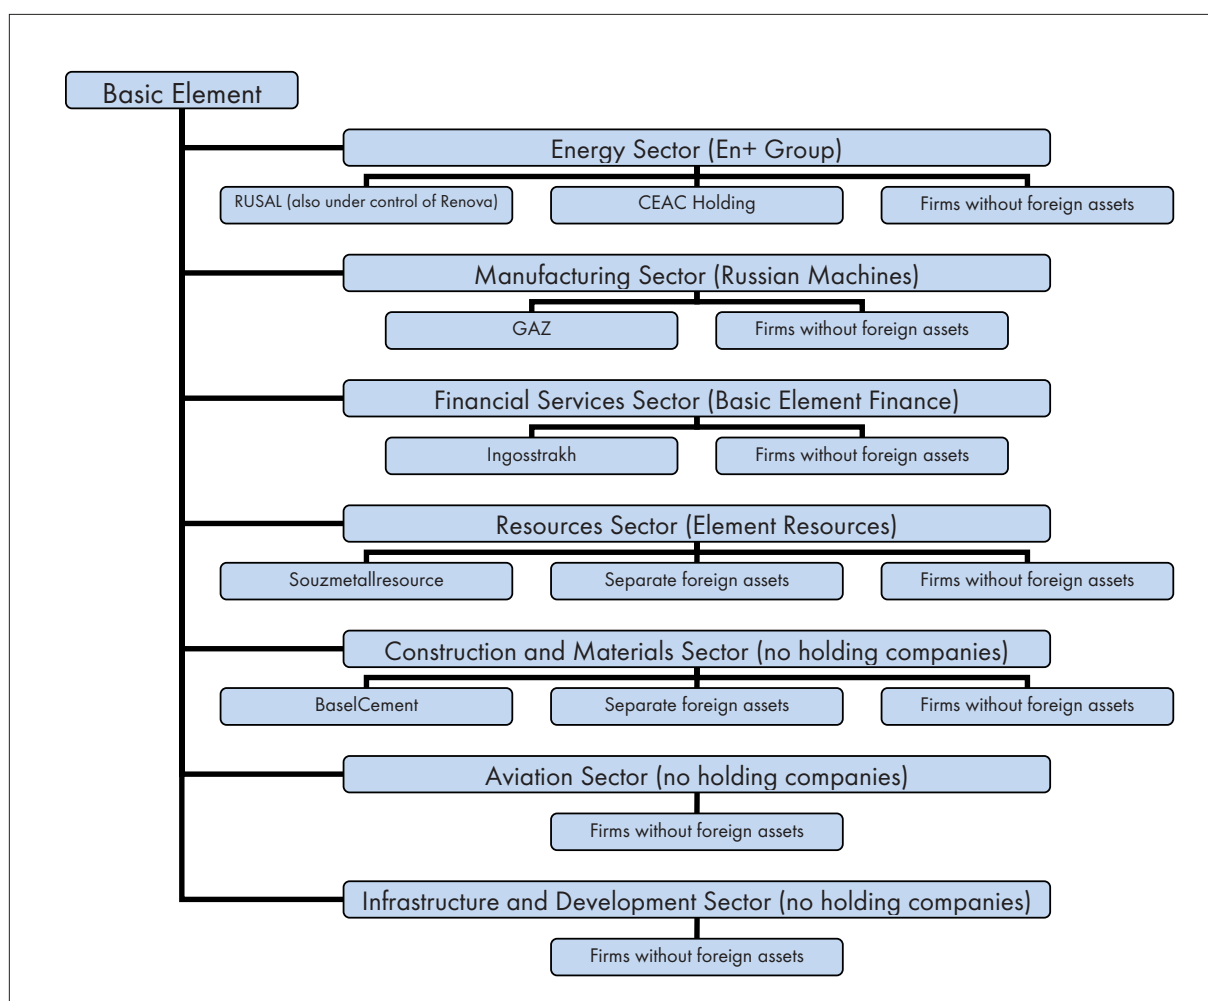 Basic Element
Energy Sector (En+ Group)
RUSAL (also under control of Renova)
CEAC Holding
Firms without foreign assets
Manufacturing Sector (Russian Machines)
GAZ
Firms without foreign assets
Financial Services Sector (Basic Element Finance)
Ingosstrakh
Firms without foreign assets
Resources Sector (Element Resources)
Souzmetallresource
Separate foreign assets
Firms without foreign assets
Construction and Materials Sector (no holding companies)
BaselCement
Separate foreign assets
Firms without foreign assets
Aviation Sector (no holding companies)
Firms without foreign assets
Infrastructure and Development Sector (no holding companies)
Firms without foreign assets